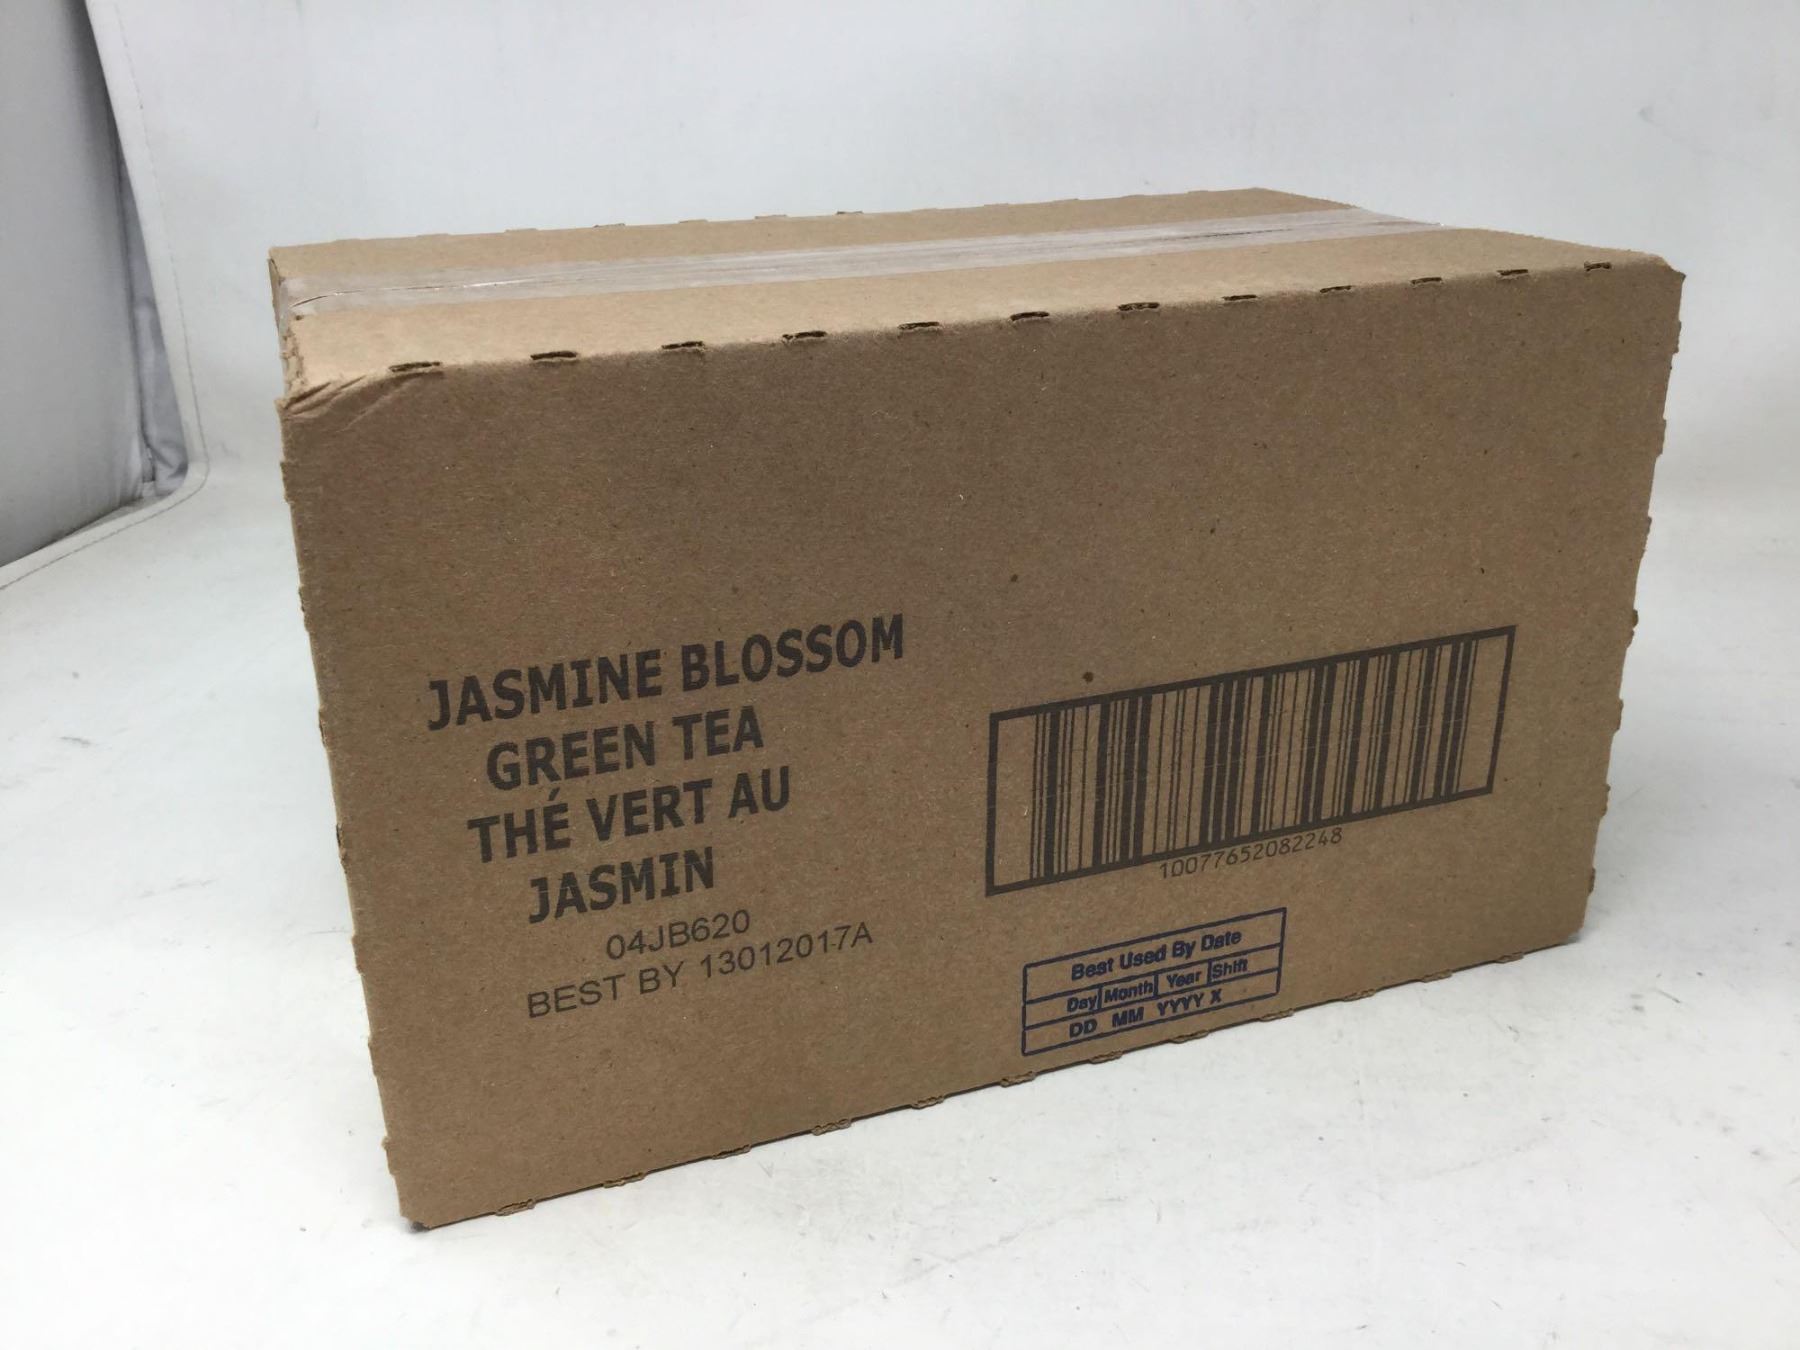 JASMINE BLOSSOM
GREEN TEA
THÉ VERT AU
JASMIN
04JB620
BEST BY 13012017A
10077652082248
Best Used By Date
Day Month Year Shift
DD MM YYYY X